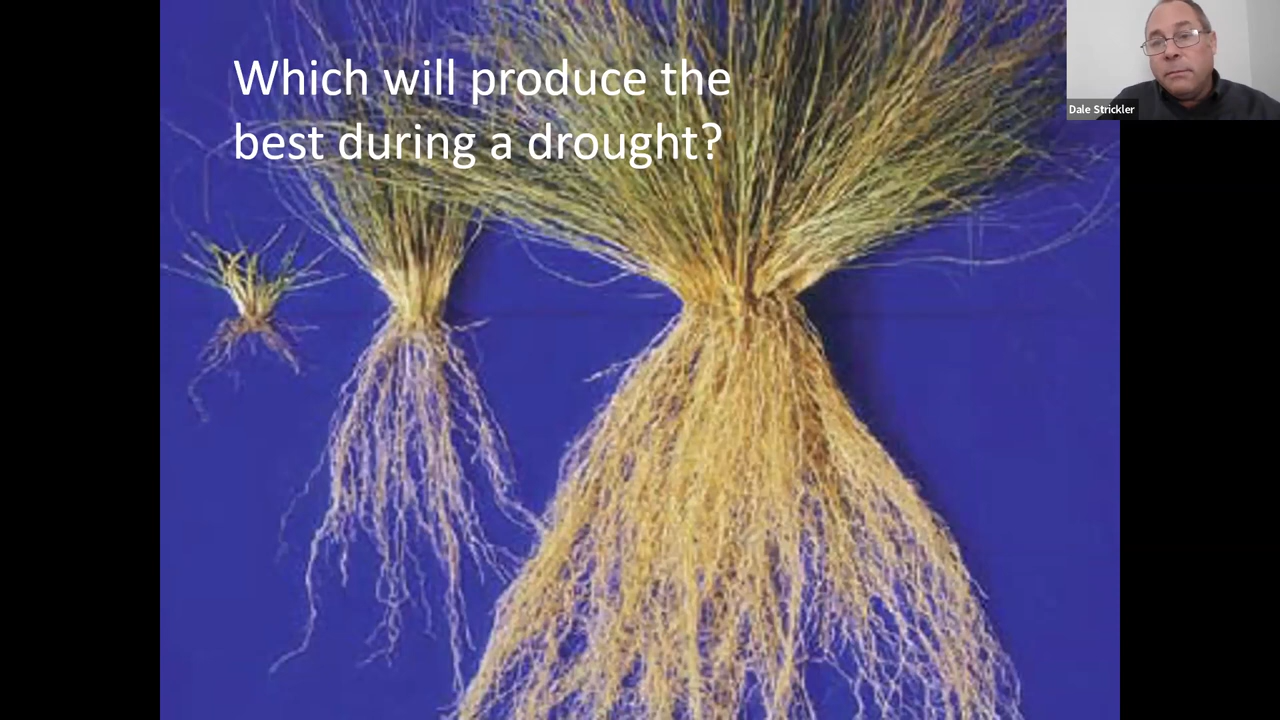 Which will produce the
best during a drought?
Dale Strickler